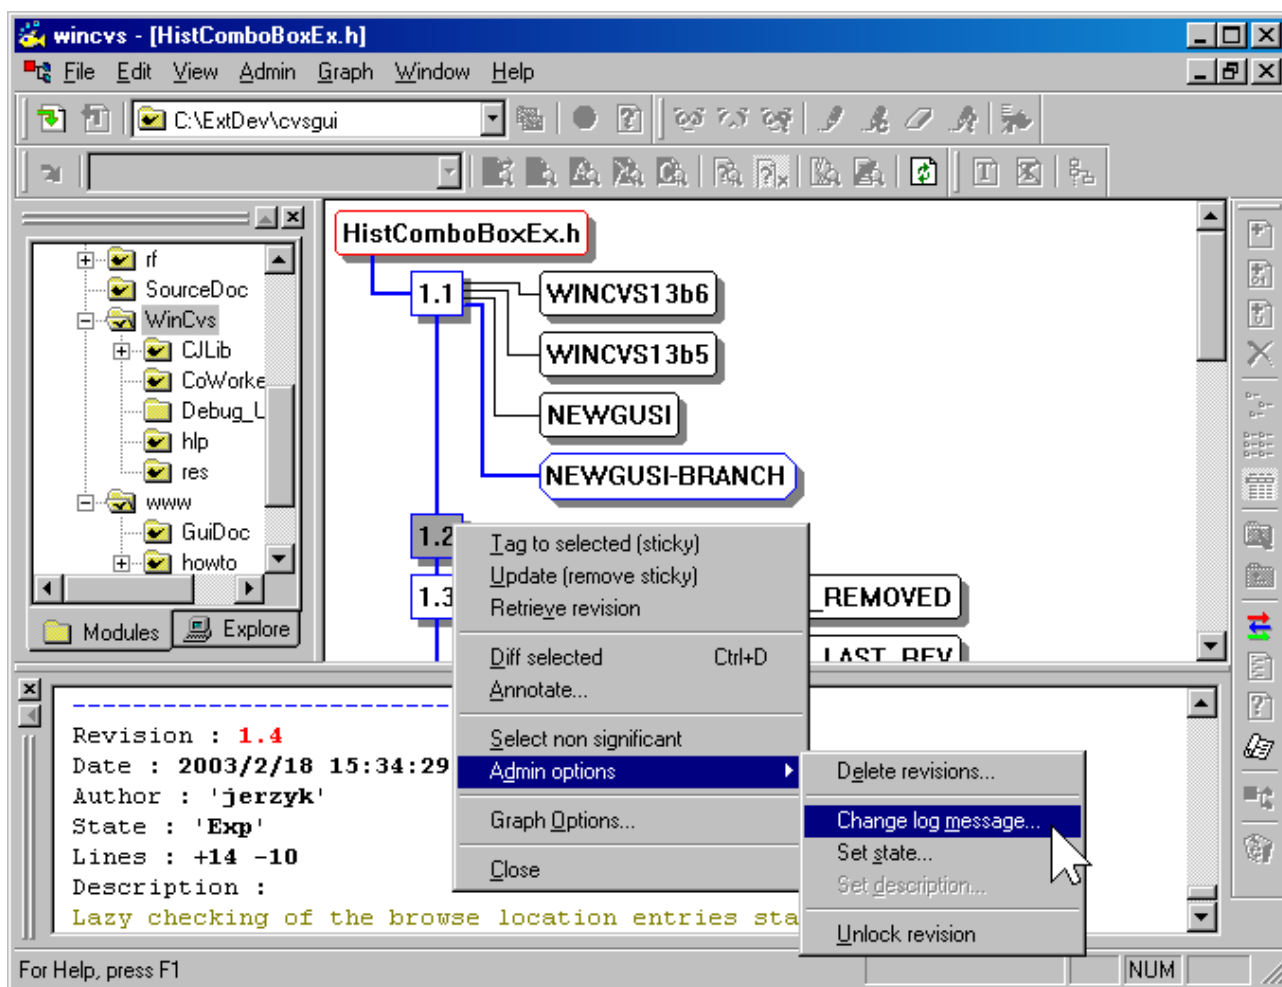 wincvs - [HistComboBoxEx.h]
File Edit View Admin Graph Window Help
C:\ExtDev\cvsgui
rf
SourceDoc
WinCvs
CJLib
CoWorke
Debug_L
hlp
res
www
GuiDoc
howto
Modules Explore
HistComboBoxEx.h
1.1
WINCVS13b6
WINCVS13b5
NEWGUSI
NEWGUSI-BRANCH
1.2
1.3
_REMOVED
LAST_REV
Tag to selected (sticky)
Update (remove sticky)
Retrieve revision
Diff selected Ctrl+D
Annotate...
Select non significant
Admin options
Graph Options...
Close
Delete revisions...
Change log message...
Set state...
Set description...
Unlock revision
Revision : 1.4
Date : 2003/2/18 15:34:29
Author : 'jerzyk'
State : 'Exp'
Lines : +14 -10
Description :
Lazy checking of the browse location entries sta
For Help, press F1
NUM